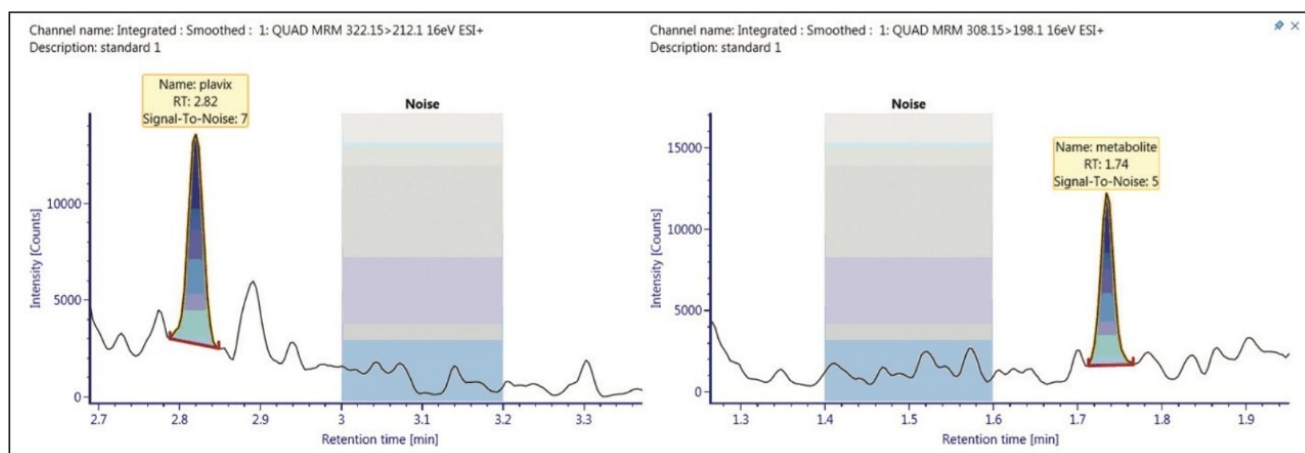 Channel name: Integrated : Smoothed : 1: QUAD MRM 322.15>212.1 16eV ESI+
Description: standard 1
Name: plavix
RT: 2.82
Signal-To-Noise: 7
Noise
10000
5000
0
Intensity [Counts]
2.7 2.8 2.9 3 3.1 3.2 3.3
Retention time [min]
Channel name: Integrated : Smoothed : 1: QUAD MRM 308.15>198.1 16eV ESI+
Description: standard 1
Noise
Name: metabolite
RT: 1.74
Signal-To-Noise: 5
15000
10000
5000
0
Intensity [Counts]
1.3 1.4 1.5 1.6 1.7 1.8 1.9
Retention time [min]